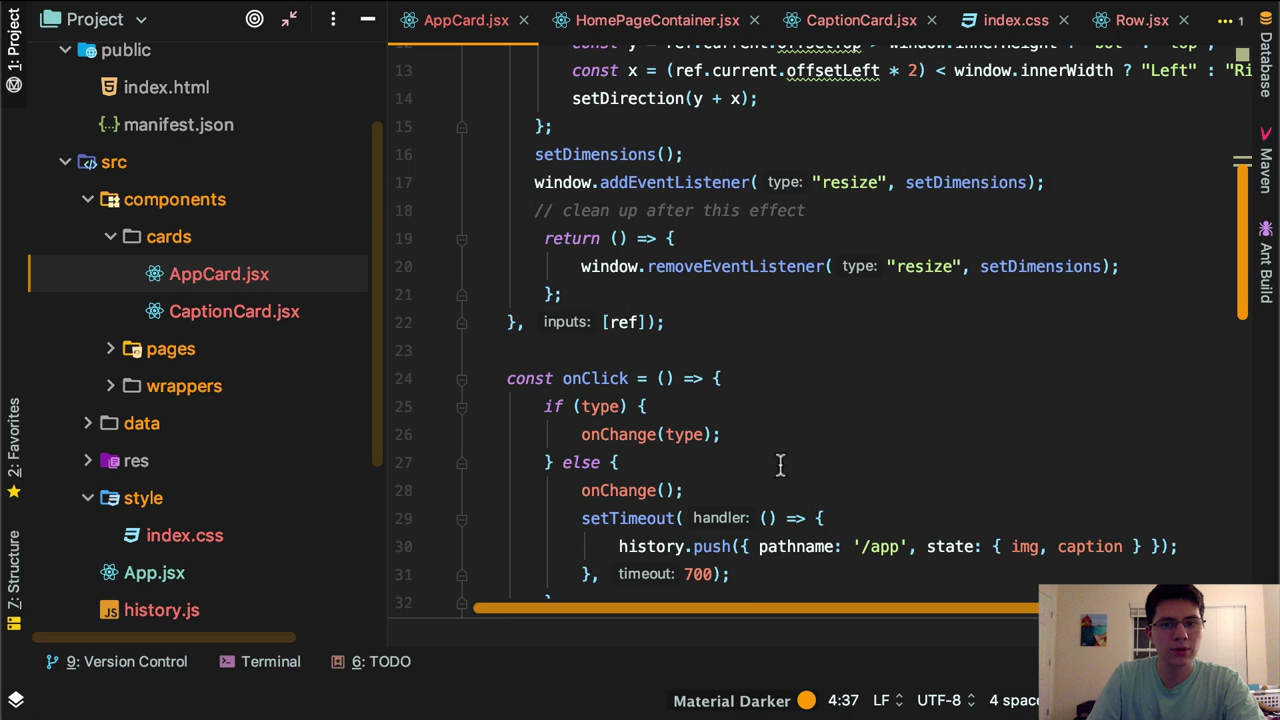 Project
AppCard.jsx
HomePageContainer.jsx
CaptionCard.jsx
index.css
Row.jsx
1
1: Project
2: Favorites
7: Structure
Database
Maven
Ant Build
public
index.html
manifest.json
src
components
cards
AppCard.jsx
CaptionCard.jsx
pages
wrappers
data
res
style
index.css
App.jsx
history.js
13 const x = (ref.current.offsetLeft * 2) < window.innerWidth ? "Left" : "Ri
14 setDirection(y + x);
15 };
16 setDimensions();
17 window.addEventListener( type: "resize", setDimensions);
18 // clean up after this effect
19 return () => {
20 window.removeEventListener( type: "resize", setDimensions);
21 };
22 }, inputs: [ref]);
23
24 const onClick = () => {
25 if (type) {
26 onChange(type);
27 } else {
28 onChange();
29 setTimeout( handler: () => {
30 history.push({ pathname: '/app', state: { img, caption } });
31 }, timeout: 700);
32
9: Version Control
Terminal
6: TODO
Material Darker
4:37
LF
UTF-8
4 spac